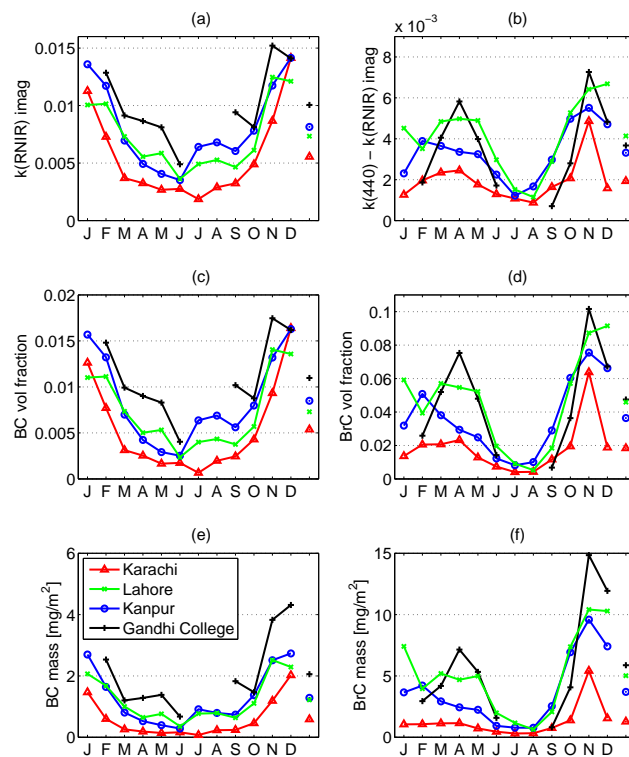 (a)
(b)
x 10⁻³
k(RNIR) imag
0.015
0.01
0.005
0
J F M A M J J A S O N D
k(440) − k(RNIR) imag
8
6
4
2
0
J F M A M J J A S O N D
(c)
(d)
BC vol fraction
0.02
0.015
0.01
0.005
0
J F M A M J J A S O N D
BrC vol fraction
0.1
0.08
0.06
0.04
0.02
0
J F M A M J J A S O N D
(e)
(f)
BC mass [mg/m²]
6
4
2
0
Karachi
Lahore
Kanpur
Gandhi College
J F M A M J J A S O N D
BrC mass [mg/m²]
15
10
5
0
J F M A M J J A S O N D